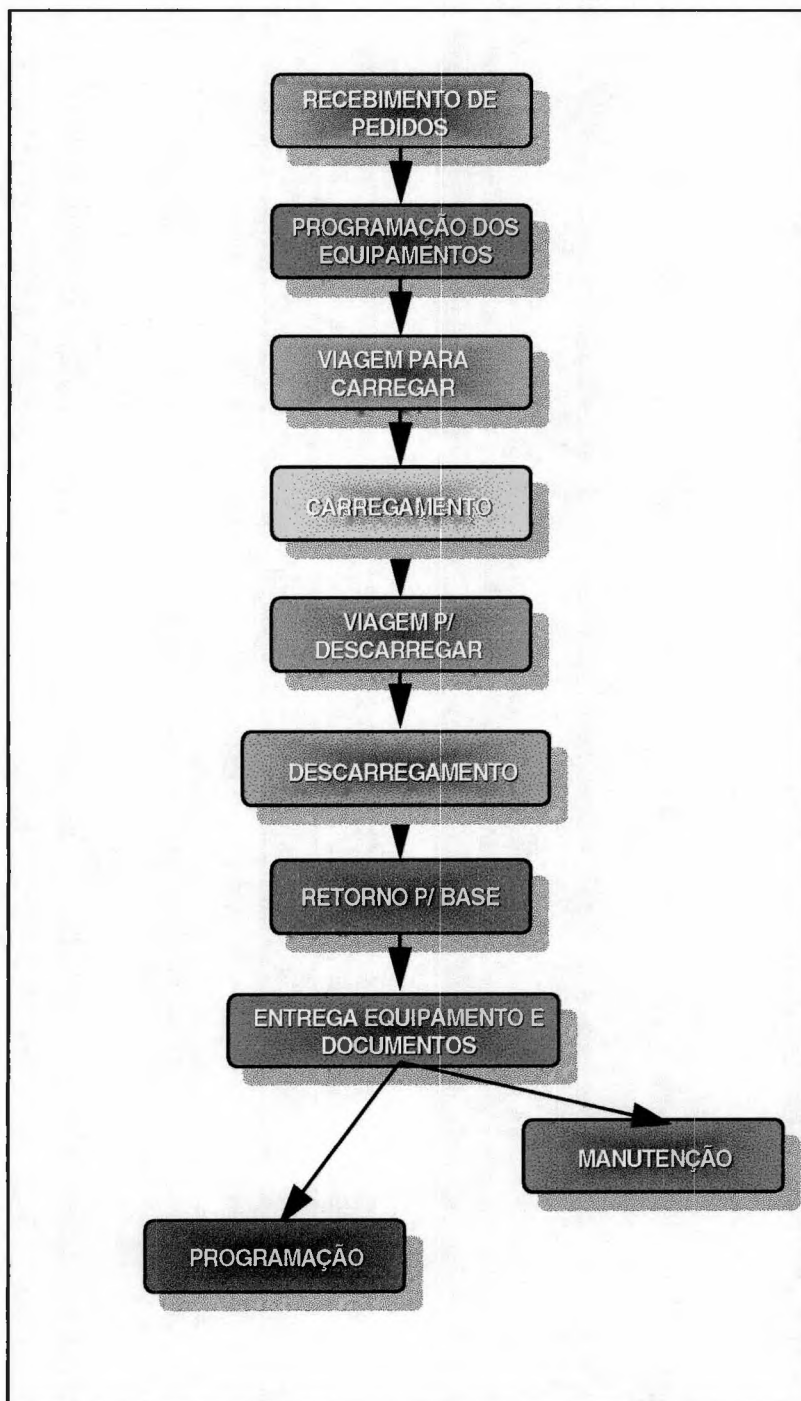 RECEBIMENTO DE
PEDIDOS
PROGRAMAÇÃO DOS
EQUIPAMENTOS
VIAGEM PARA
CARREGAR
CARREGAMENTO
VIAGEM P/
DESCARREGAR
DESCARREGAMENTO
RETORNO P/ BASE
ENTREGA EQUIPAMENTO E
DOCUMENTOS
MANUTENÇÃO
PROGRAMAÇÃO